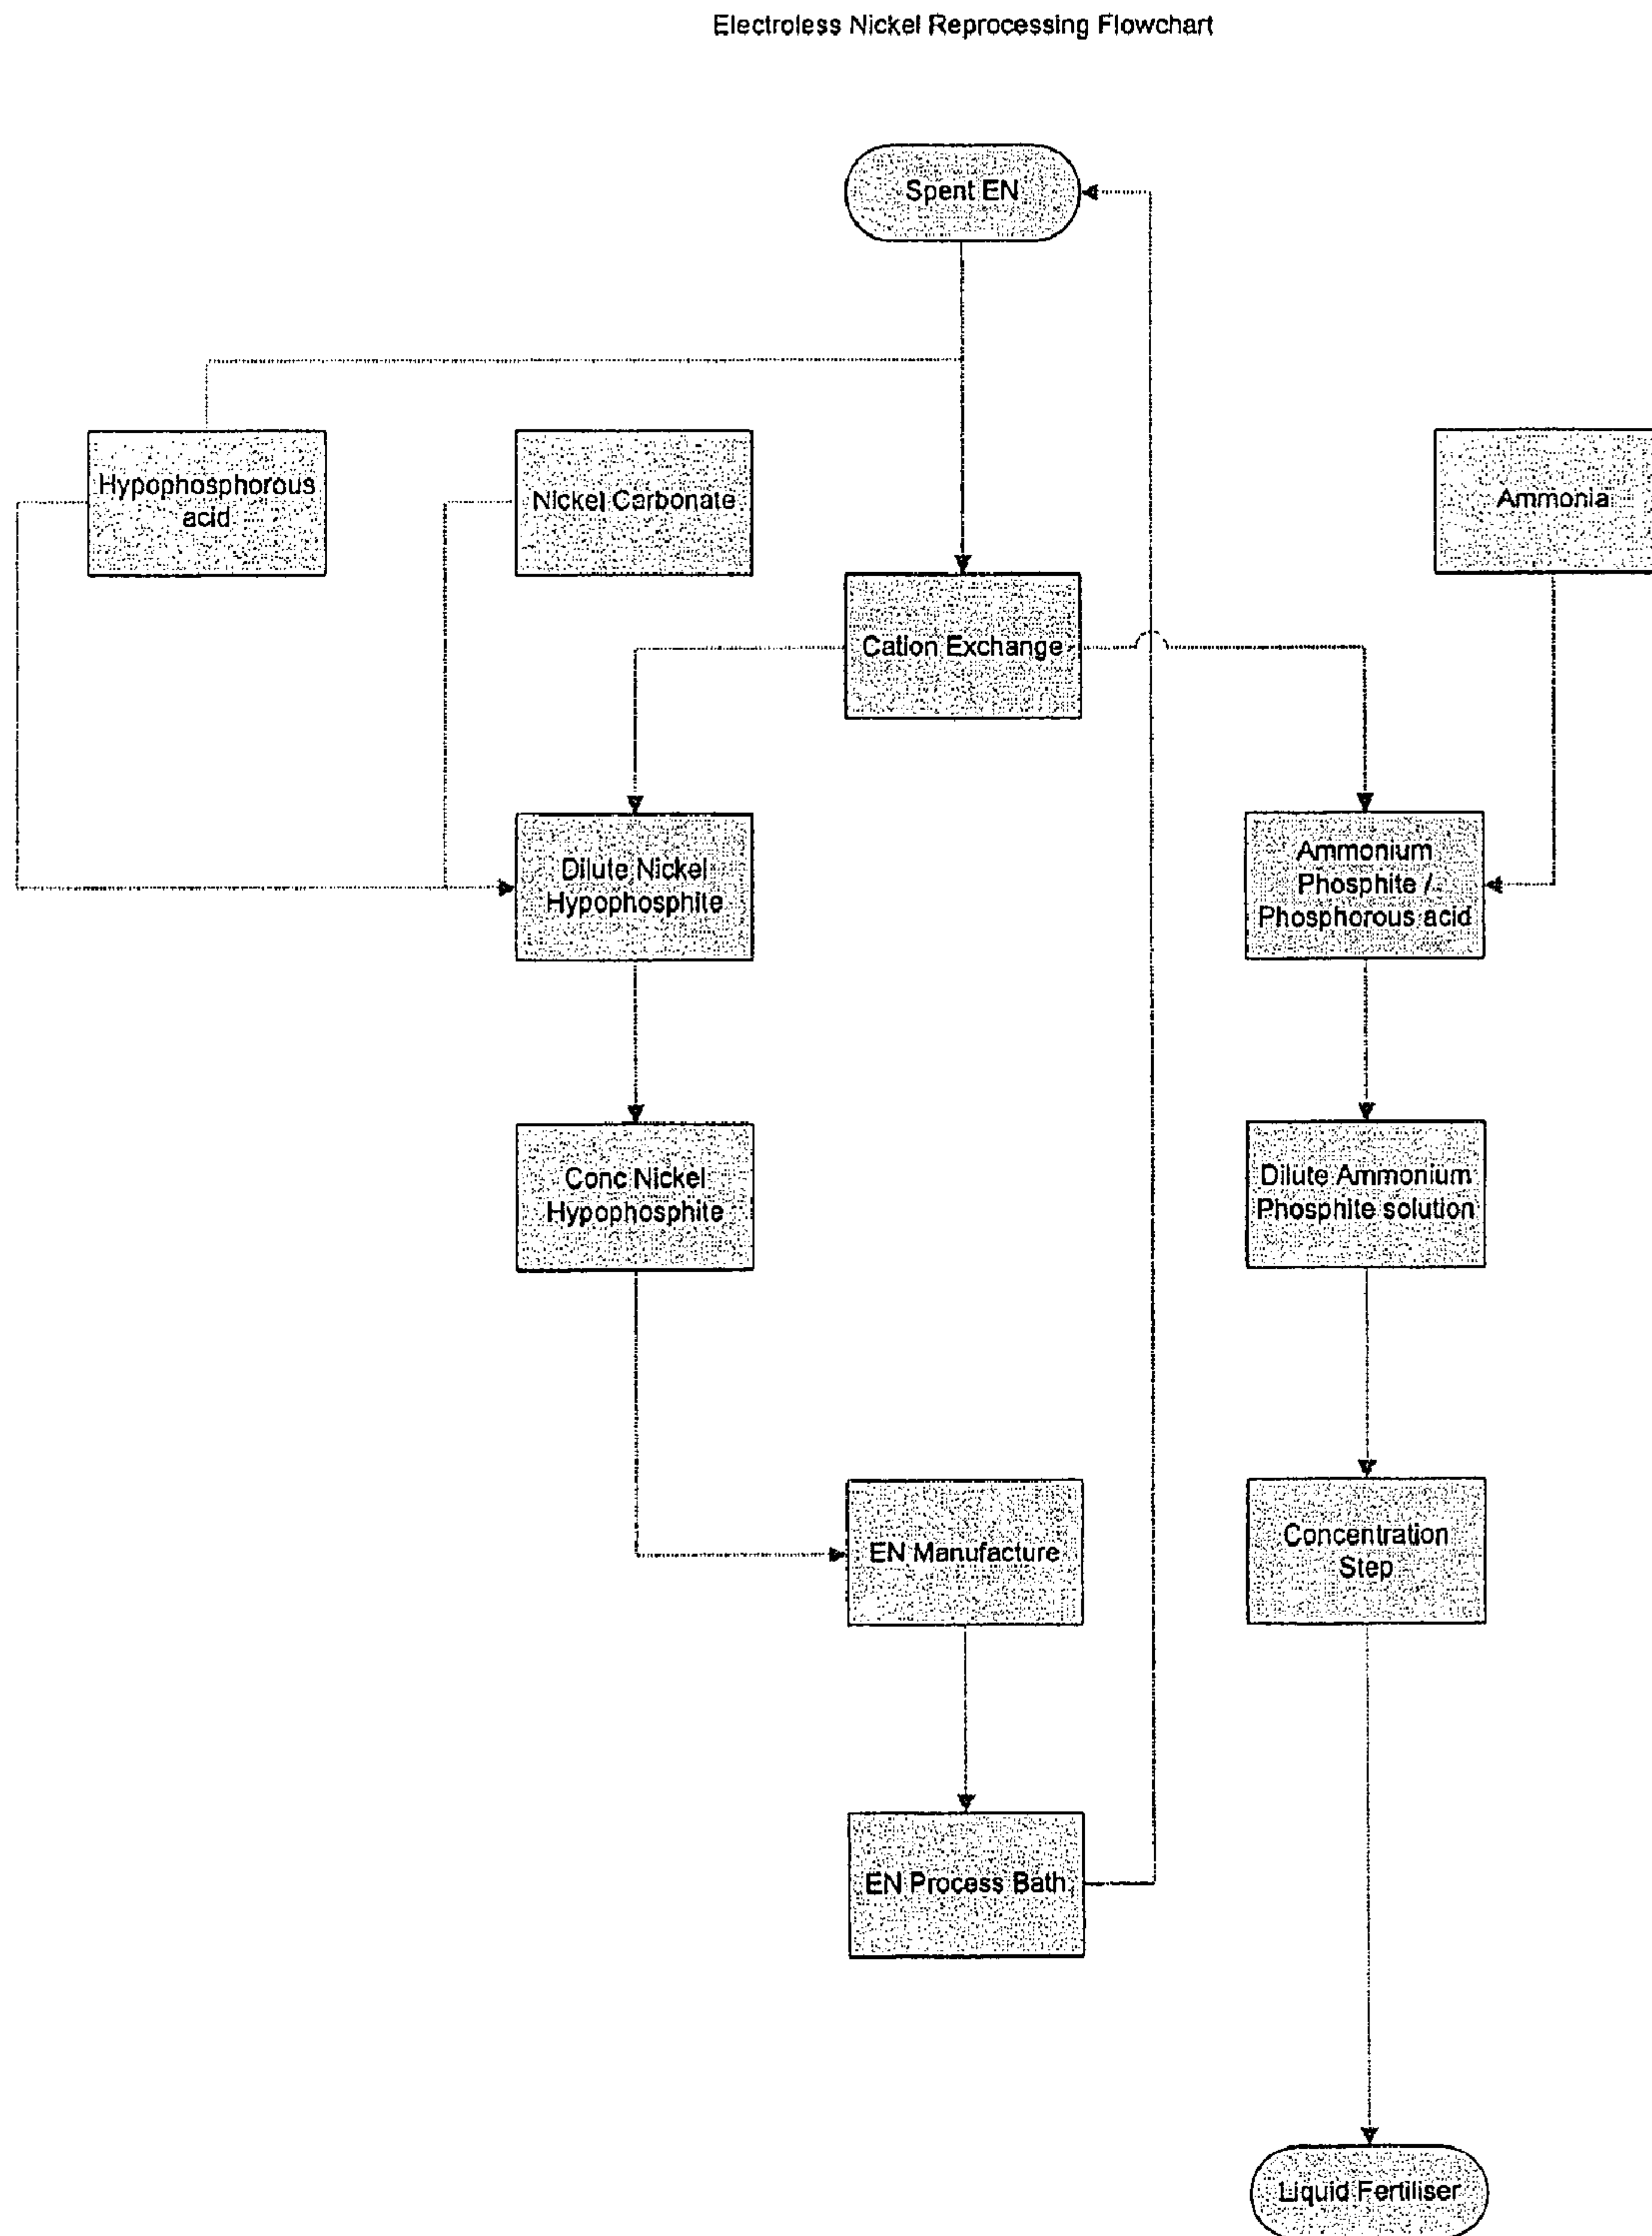 Electroless Nickel Reprocessing Flowchart
Spent EN
Hypophosphorous
acid
Nickel Carbonate
Ammonia
Cation Exchange
Dilute Nickel
Hypophosphite
Ammonium
Phosphite /
Phosphorous acid
Conc Nickel
Hypophosphite
Dilute Ammonium
Phosphite solution
EN Manufacture
Concentration
Step
EN Process Bath
Liquid Fertiliser